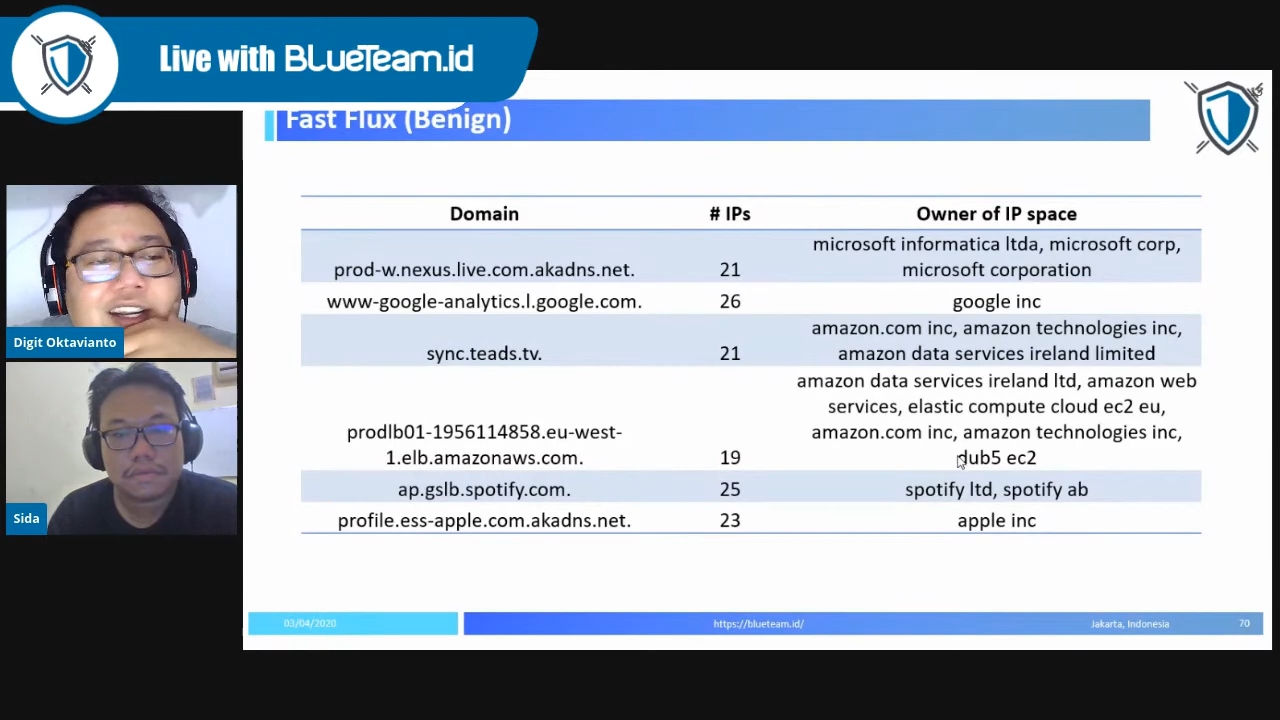 Live with BLueTeam.id
Fast Flux (Benign)
Domain # IPs Owner of IP space
microsoft informatica ltda, microsoft corp,
prod-w.nexus.live.com.akadns.net. 21 microsoft corporation
www-google-analytics.l.google.com. 26 google inc
amazon.com inc, amazon technologies inc,
sync.teads.tv. 21 amazon data services ireland limited
amazon data services ireland ltd, amazon web
services, elastic compute cloud ec2 eu,
prodlb01-1956114858.eu-west- amazon.com inc, amazon technologies inc,
1.elb.amazonaws.com. 19 dub5 ec2
ap.gslb.spotify.com. 25 spotify ltd, spotify ab
profile.ess-apple.com.akadns.net. 23 apple inc
Digit Oktavianto
Sida
03/04/2020 https://blueteam.id/ Jakarta, Indonesia 70